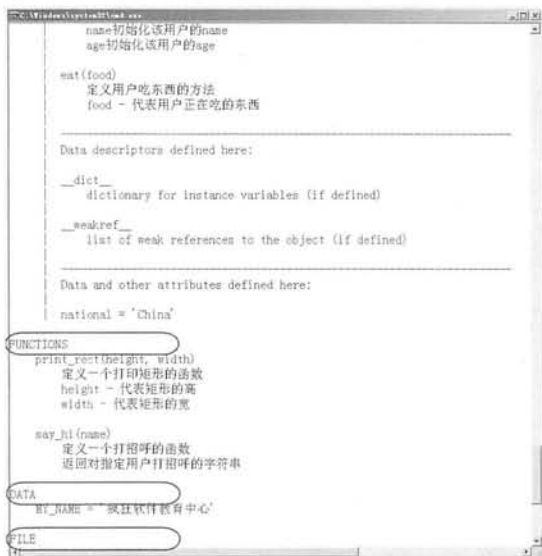 C:\Windows\system32\cmd.exe
name初始化该用户的name
age初始化该用户的age
eat(food)
定义用户吃东西的方法
food - 代表用户正在吃的东西
Data descriptors defined here:
__dict__
dictionary for instance variables (if defined)
__weakref__
list of weak references to the object (if defined)
Data and other attributes defined here:
national = 'China'
FUNCTIONS
print_rect(height, width)
定义一个打印矩形的函数
height - 代表矩形的高
width - 代表矩形的宽
say_hi(name)
定义一个打招呼的函数
返回对指定用户打招呼的字符串
DATA
MY_NAME = '疯狂软件教育中心'
FILE